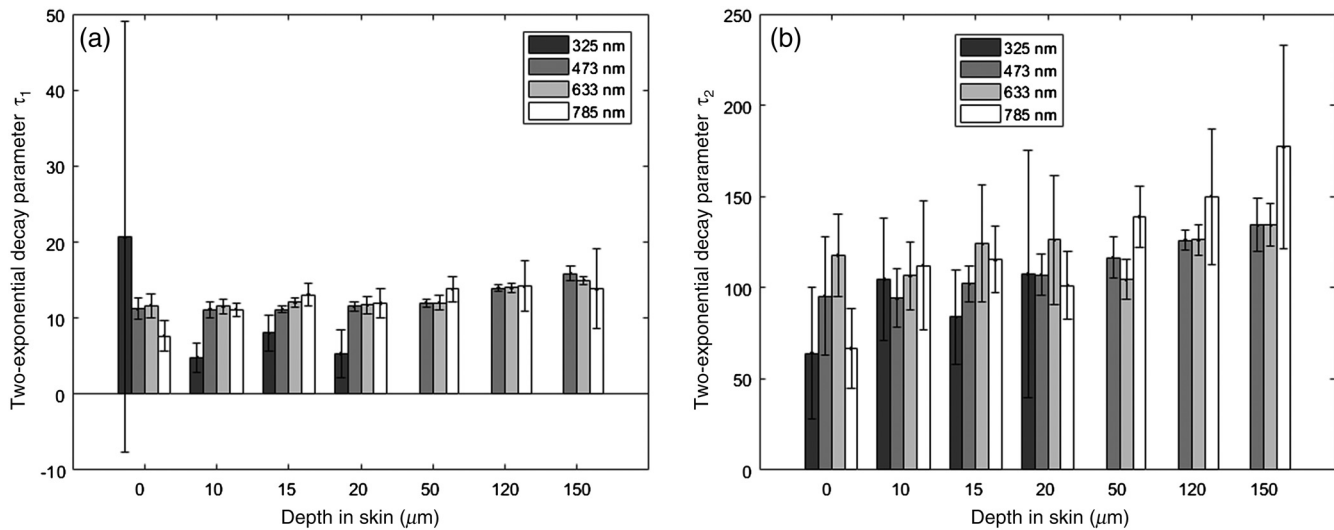 (a)
Two-exponential decay parameter τ1
50
40
30
20
10
0
-10
325 nm
473 nm
633 nm
785 nm
0 10 15 20 50 120 150
Depth in skin (μm)
(b)
Two-exponential decay parameter τ2
250
200
150
100
50
0
325 nm
473 nm
633 nm
785 nm
0 10 15 20 50 120 150
Depth in skin (μm)